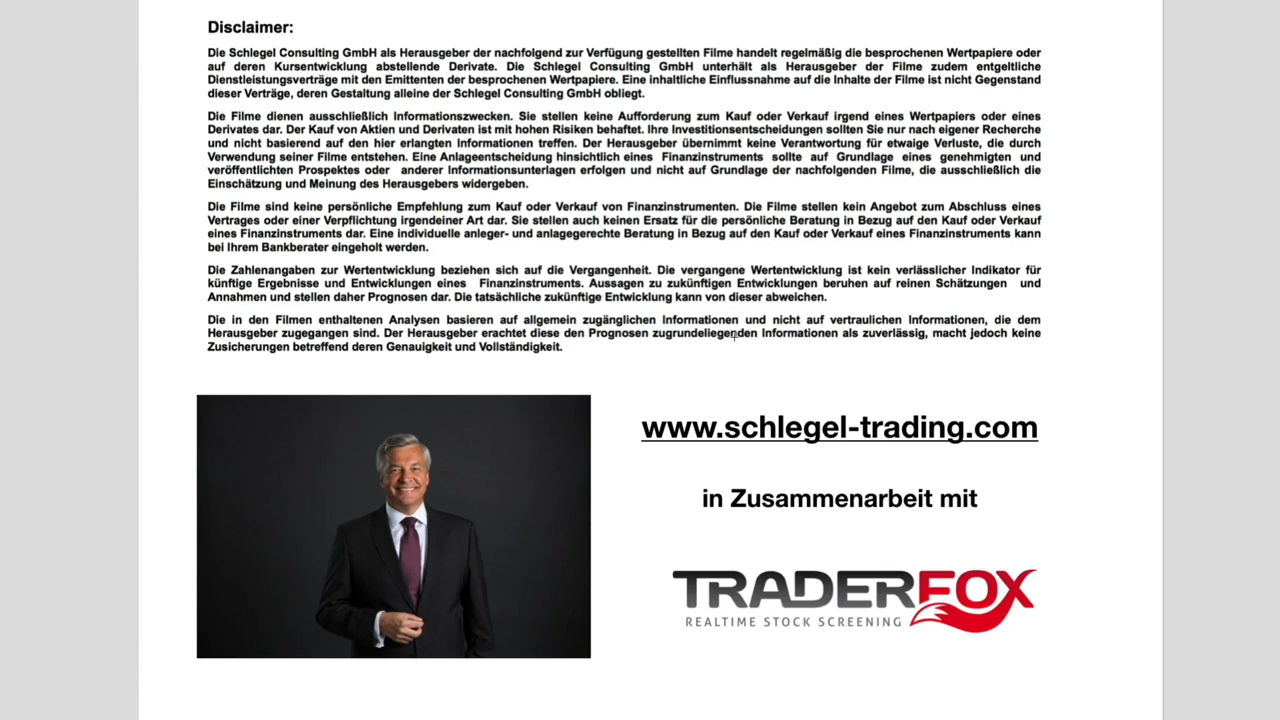 Disclaimer:
Die Schlegel Consulting GmbH als Herausgeber der nachfolgend zur Verfügung gestellten Filme handelt regelmäßig die besprochenen Wertpapiere oder
auf deren Kursentwicklung abstellende Derivate. Die Schlegel Consulting GmbH unterhält als Herausgeber der Filme zudem entgeltliche
Dienstleistungsverträge mit den Emittenten der besprochenen Wertpapiere. Eine inhaltliche Einflussnahme auf die Inhalte der Filme ist nicht Gegenstand
dieser Verträge, deren Gestaltung alleine der Schlegel Consulting GmbH obliegt.
Die Filme dienen ausschließlich Informationszwecken. Sie stellen keine Aufforderung zum Kauf oder Verkauf irgend eines Wertpapiers oder eines
Derivates dar. Der Kauf von Aktien und Derivaten ist mit hohen Risiken behaftet. Ihre Investitionsentscheidungen sollten Sie nur nach eigener Recherche
und nicht basierend auf den hier erlangten Informationen treffen. Der Herausgeber übernimmt keine Verantwortung für etwaige Verluste, die durch
Verwendung seiner Filme entstehen. Eine Anlageentscheidung hinsichtlich eines Finanzinstruments sollte auf Grundlage eines genehmigten und
veröffentlichten Prospektes oder anderer Informationsunterlagen erfolgen und nicht auf Grundlage der nachfolgenden Filme, die ausschließlich die
Einschätzung und Meinung des Herausgebers widergeben.
Die Filme sind keine persönliche Empfehlung zum Kauf oder Verkauf von Finanzinstrumenten. Die Filme stellen kein Angebot zum Abschluss eines
Vertrages oder einer Verpflichtung irgendeiner Art dar. Sie stellen auch keinen Ersatz für die persönliche Beratung in Bezug auf den Kauf oder Verkauf
eines Finanzinstruments dar. Eine individuelle anleger- und anlagegerechte Beratung in Bezug auf den Kauf oder Verkauf eines Finanzinstruments kann
bei Ihrem Bankberater eingeholt werden.
Die Zahlenangaben zur Wertentwicklung beziehen sich auf die Vergangenheit. Die vergangene Wertentwicklung ist kein verlässlicher Indikator für
künftige Ergebnisse und Entwicklungen eines Finanzinstruments. Aussagen zu zukünftigen Entwicklungen beruhen auf reinen Schätzungen und
Annahmen und stellen daher Prognosen dar. Die tatsächliche zukünftige Entwicklung kann von dieser abweichen.
Die in den Filmen enthaltenen Analysen basieren auf allgemein zugänglichen Informationen und nicht auf vertraulichen Informationen, die dem
Herausgeber zugegangen sind. Der Herausgeber erachtet diese den Prognosen zugrundeliegenden Informationen als zuverlässig, macht jedoch keine
Zusicherungen betreffend deren Genauigkeit und Vollständigkeit.
www.schlegel-trading.com
in Zusammenarbeit mit
TRADERFOX
REALTIME STOCK SCREENING